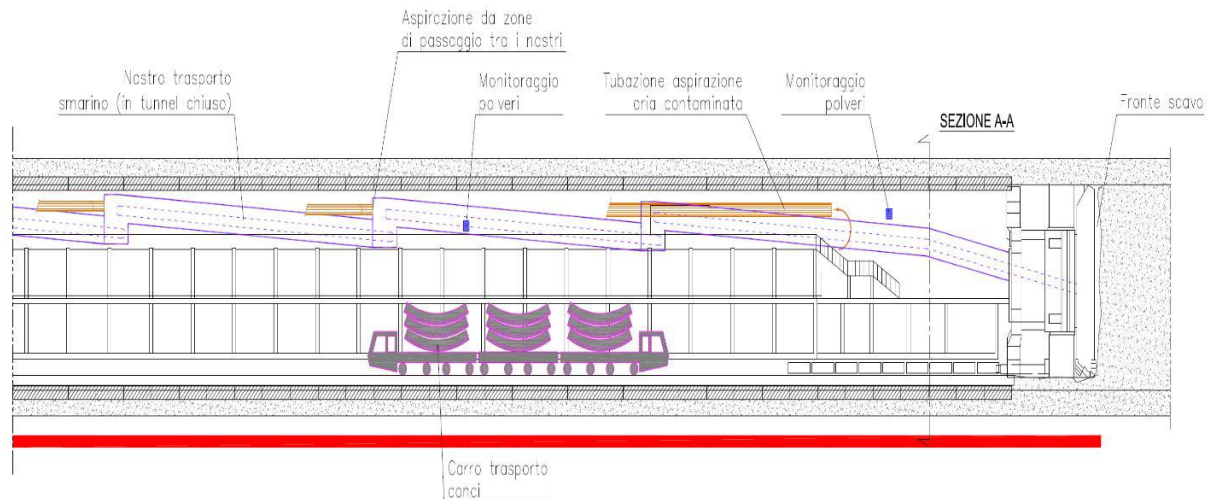 Aspirazione da zone
di passaggio tra i nastri
Nastro trasporto
smarino (in tunnel chiuso)
Monitoraggio
polveri
Tubazione aspirazione
aria contaminata
Monitoraggio
polveri
Fronte scavo
SEZIONE A-A
Carro trasporto
conci